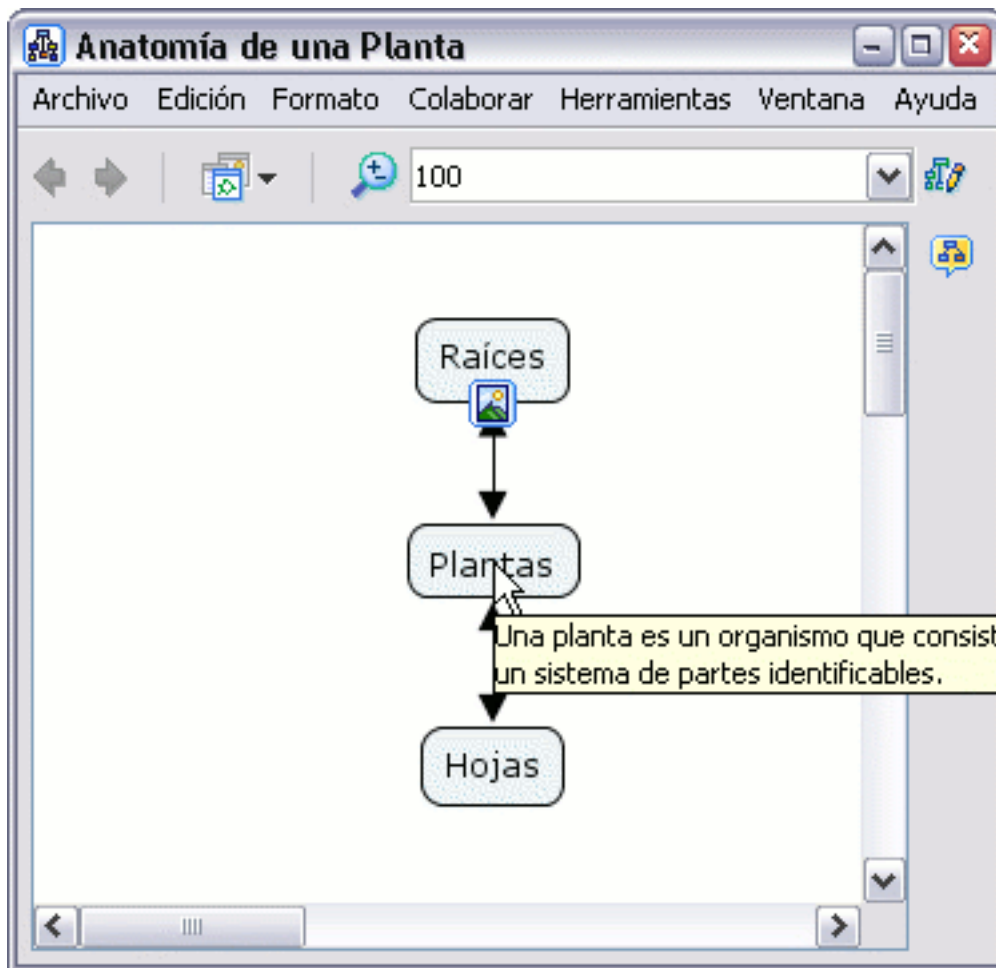 Anatomía de una Planta
Archivo Edición Formato Colaborar Herramientas Ventana Ayuda
100
Raíces
Plantas
Una planta es un organismo que consist
un sistema de partes identificables.
Hojas